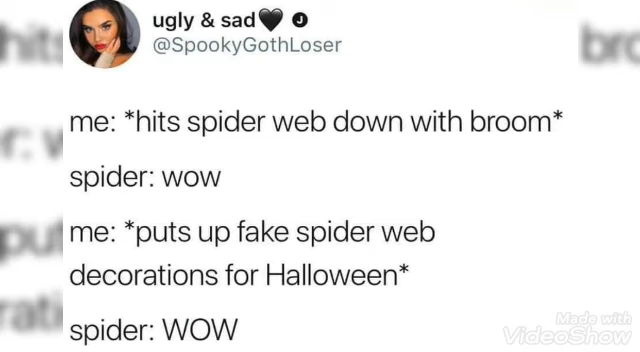 ugly & sad🖤
@SpookyGothLoser
me: *hits spider web down with broom*
spider: wow
me: *puts up fake spider web
decorations for Halloween*
spider: WOW
Made with
VideoShow